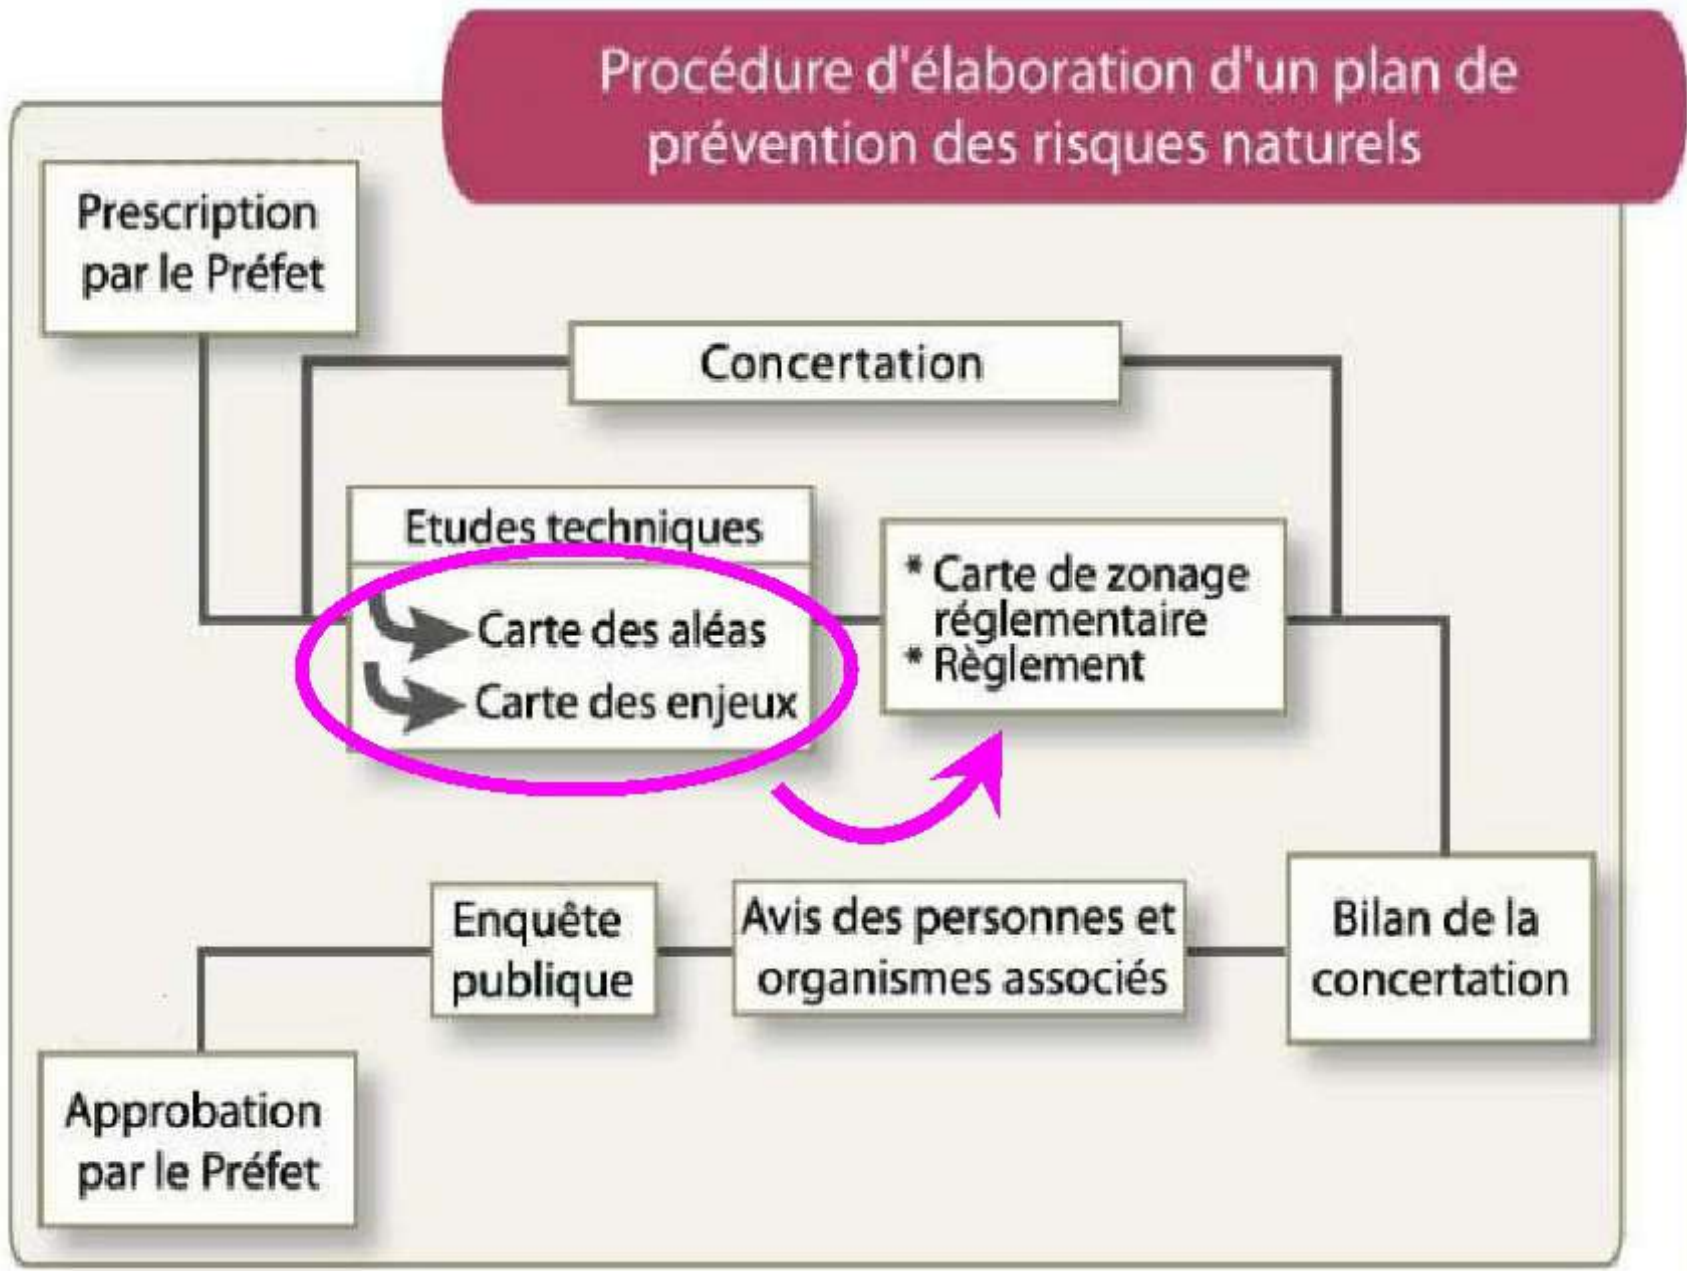 Procédure d'élaboration d'un plan de
prévention des risques naturels
Prescription
par le Préfet
Concertation
Etudes techniques
Carte des aléas
Carte des enjeux
* Carte de zonage
réglementaire
* Règlement
Bilan de la
concertation
Avis des personnes et
organismes associés
Enquête
publique
Approbation
par le Préfet